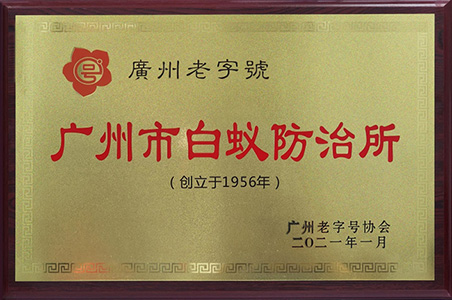 号
廣州老字號
广州市白蚁防治所
（创立于1956年）
广州老字号协会
二〇二一年一月